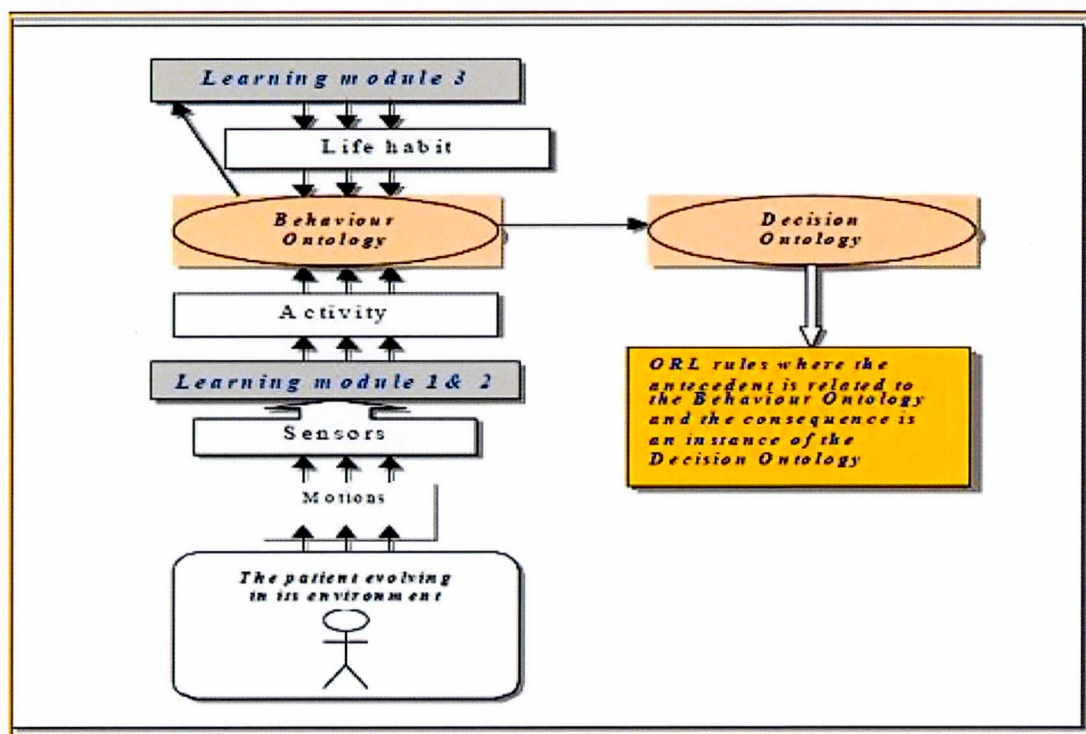 Learning module 3
Life habit
Behaviour
Ontology
Decision
Ontology
Activity
Learning module 1 & 2
Sensors
Motions
The patient evolving
in its environment
ORL rules where the
antecedent is related to
the Behaviour Ontology
and the consequence is
an instance of the
Decision Ontology